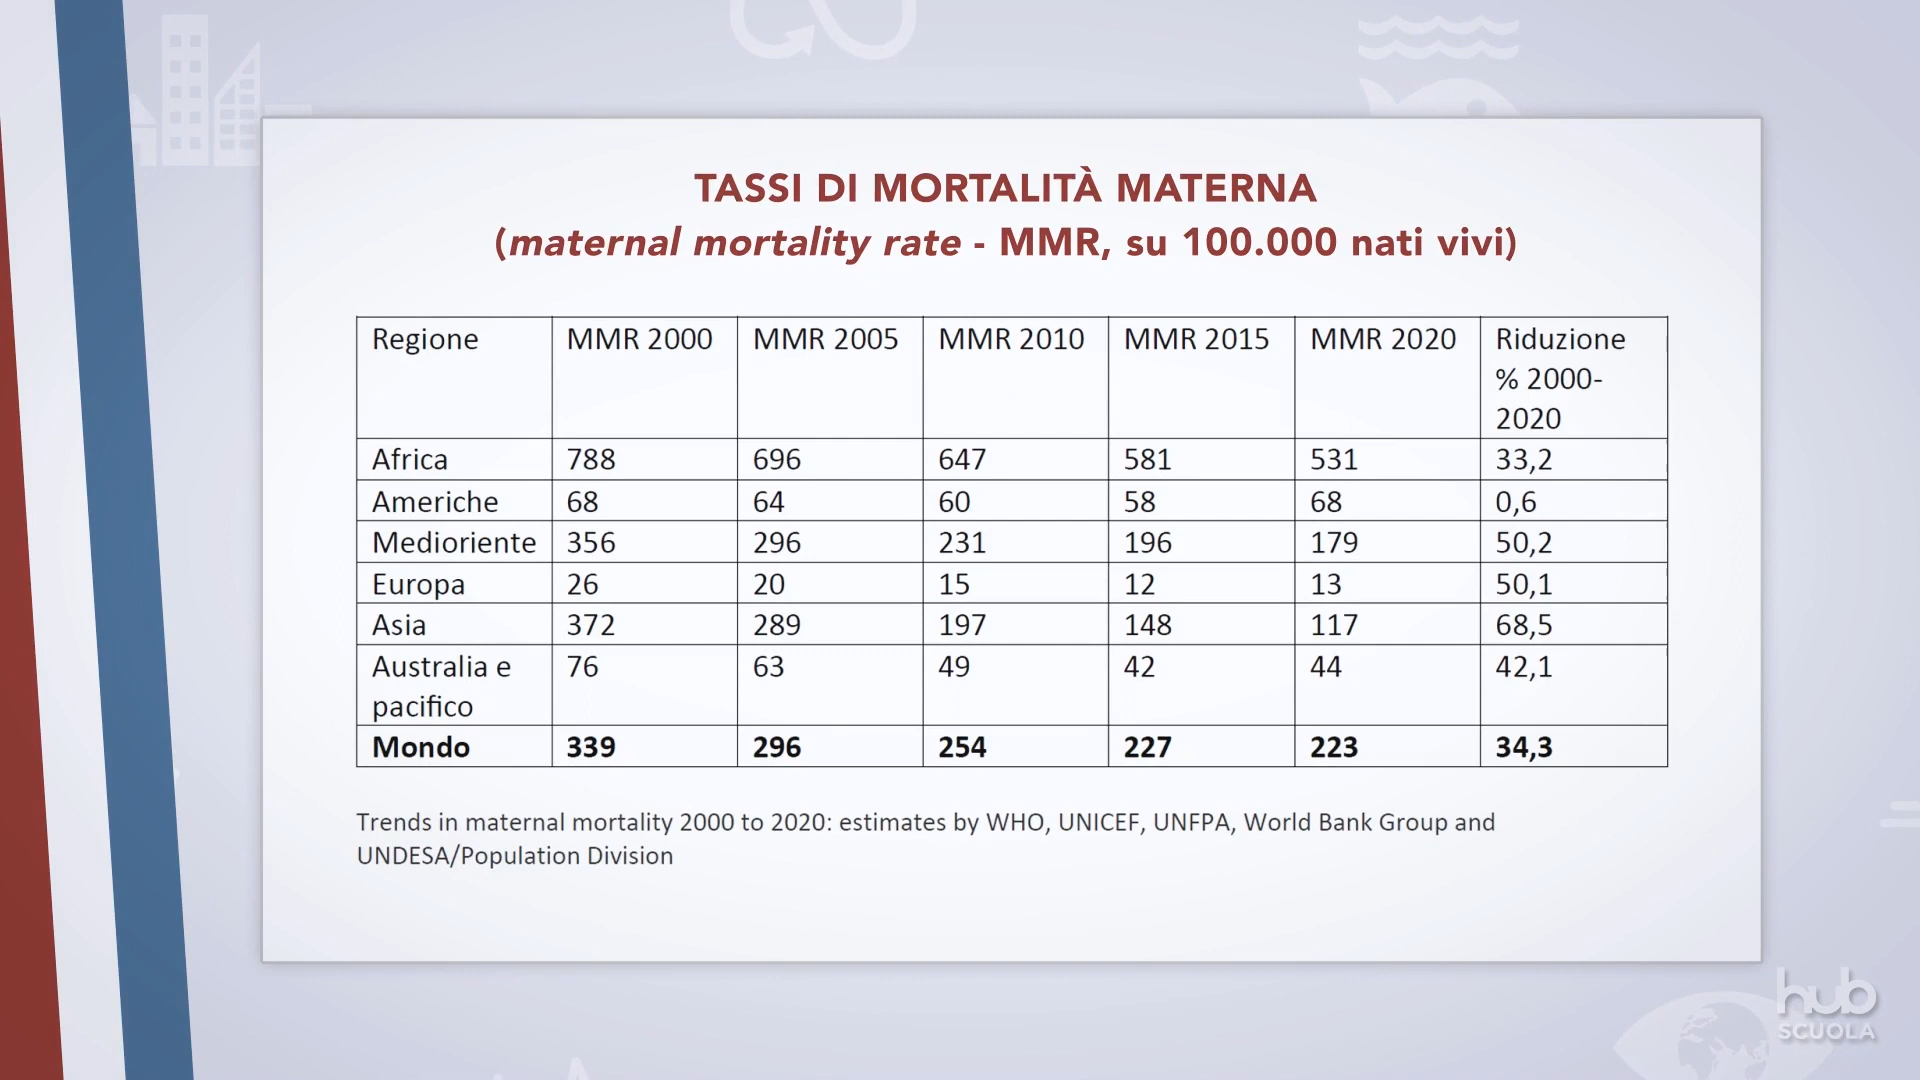 TASSI DI MORTALITÀ MATERNA
(maternal mortality rate - MMR, su 100.000 nati vivi)
Regione MMR 2000 MMR 2005 MMR 2010 MMR 2015 MMR 2020 Riduzione
% 2000-
2020
Africa 788 696 647 581 531 33,2
Americhe 68 64 60 58 68 0,6
Medioriente 356 296 231 196 179 50,2
Europa 26 20 15 12 13 50,1
Asia 372 289 197 148 117 68,5
Australia e 76 63 49 42 44 42,1
pacifico
Mondo 339 296 254 227 223 34,3
Trends in maternal mortality 2000 to 2020: estimates by WHO, UNICEF, UNFPA, World Bank Group and
UNDESA/Population Division
hub
SCUOLA